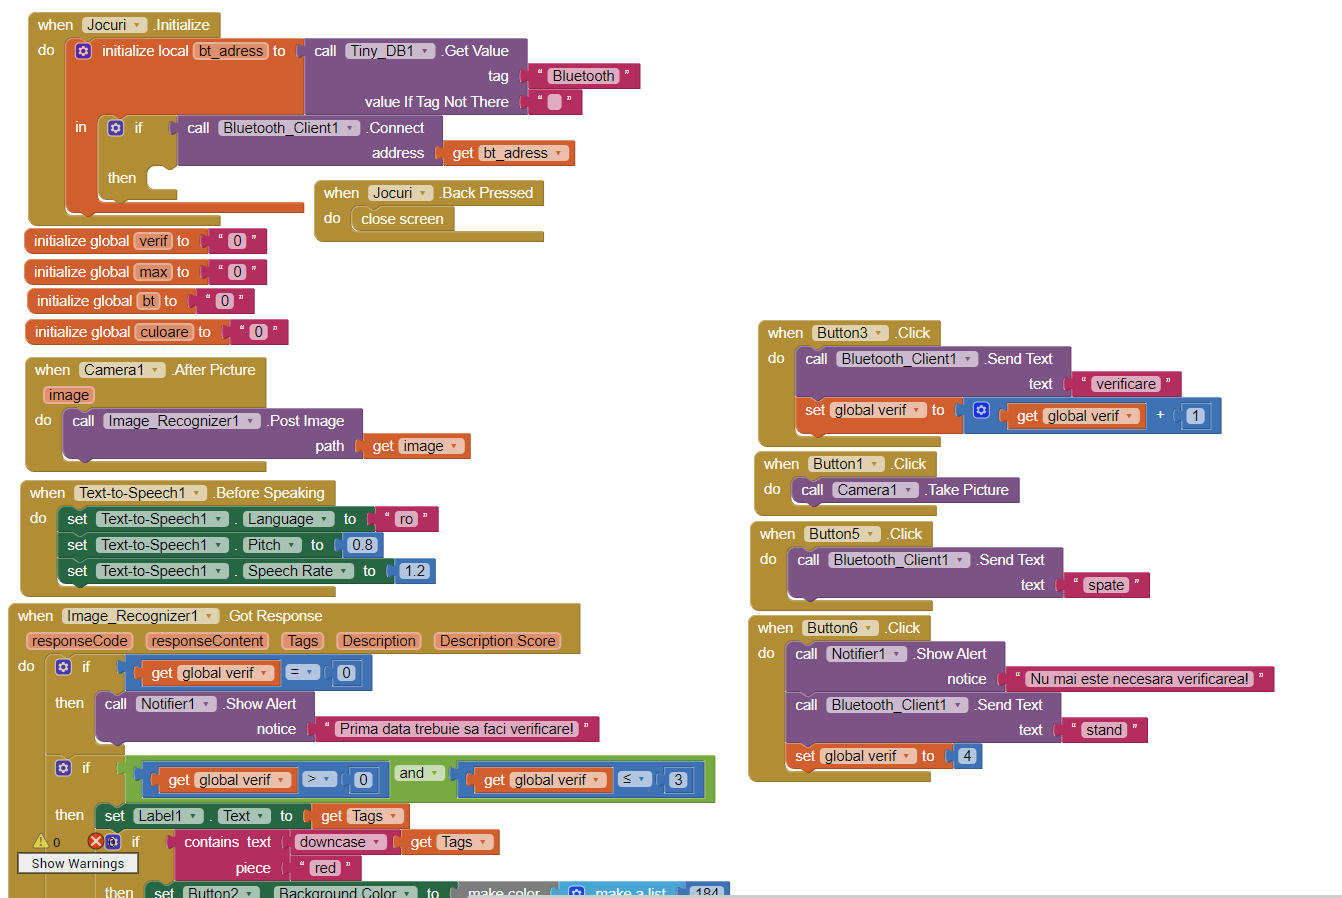 when Jocuri .Initialize
do initialize local bt_adress to call Tiny_DB1 .Get Value
tag " Bluetooth "
value If Tag Not There " "
in if call Bluetooth_Client1 .Connect
address get bt_adress
then
when Jocuri .Back Pressed
do close screen
initialize global verif to " 0 "
initialize global max to " 0 "
initialize global bt to " 0 "
initialize global culoare to " 0 "
when Camera1 .After Picture
image
do call Image_Recognizer1 .Post Image
path get image
when Text-to-Speech1 .Before Speaking
do set Text-to-Speech1 . Language to " ro "
set Text-to-Speech1 . Pitch to 0.8
set Text-to-Speech1 . Speech Rate to 1.2
when Image_Recognizer1 .Got Response
responseCode responseContent Tags Description Description Score
do if get global verif = 0
then call Notifier1 .Show Alert
notice " Prima data trebuie sa faci verificare! "
if get global verif > 0 and get global verif ≤ 3
then set Label1 . Text to get Tags
0 0 if contains text downcase get Tags
Show Warnings
piece " red "
then set Button2 . Background Color to make color make a list 184
when Button3 .Click
do call Bluetooth_Client1 .Send Text
text " verificare "
set global verif to get global verif + 1
when Button1 .Click
do call Camera1 .Take Picture
when Button5 .Click
do call Bluetooth_Client1 .Send Text
text " spate "
when Button6 .Click
do call Notifier1 .Show Alert
notice " Nu mai este necesara verificarea! "
call Bluetooth_Client1 .Send Text
text " stand "
set global verif to 4